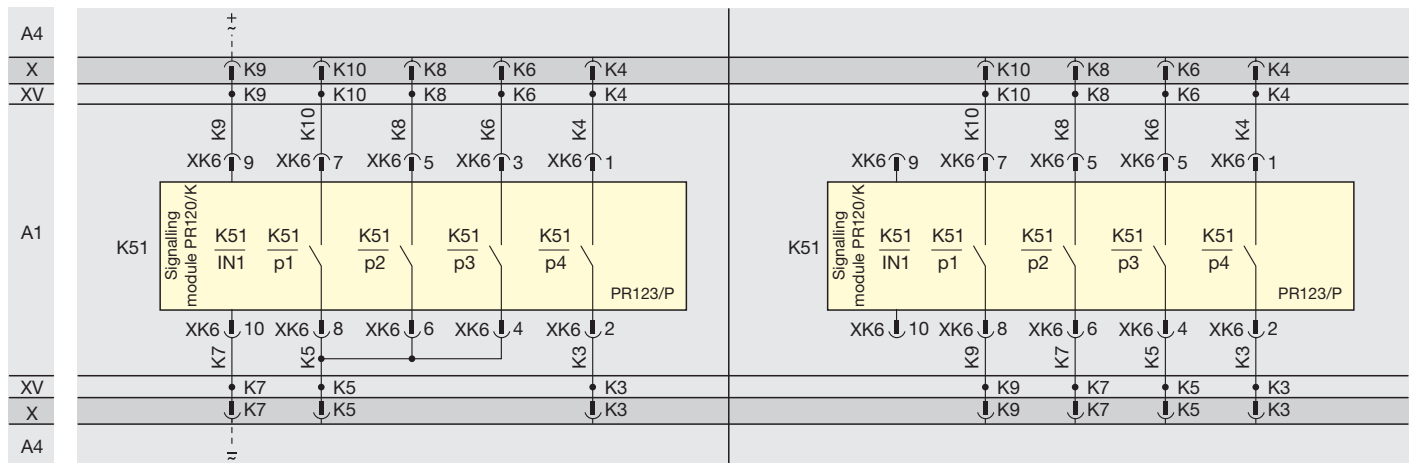 A4 + ~
X K9 K10 K8 K6 K4 K10 K8 K6 K4
XV K9 K10 K8 K6 K4 K10 K8 K6 K4
K9 K10 K8 K6 K4 K10 K8 K6 K4
XK6 9 XK6 7 XK6 5 XK6 3 XK6 1 XK6 9 XK6 7 XK6 5 XK6 5 XK6 1
A1
K51 K51
Signalling
module PR120/K
Signalling
module PR120/K
K51 K51 K51 K51 K51 K51 K51 K51 K51 K51
IN1 p1 p2 p3 p4 IN1 p1 p2 p3 p4
PR123/P PR123/P
XK6 10 XK6 8 XK6 6 XK6 4 XK6 2 XK6 10 XK6 8 XK6 6 XK6 4 XK6 2
K7 K5 K3 K9 K7 K5 K3
XV K7 K5 K3 K9 K7 K5 K3
X K7 K5 K3 K9 K7 K5 K3
A4 - ~